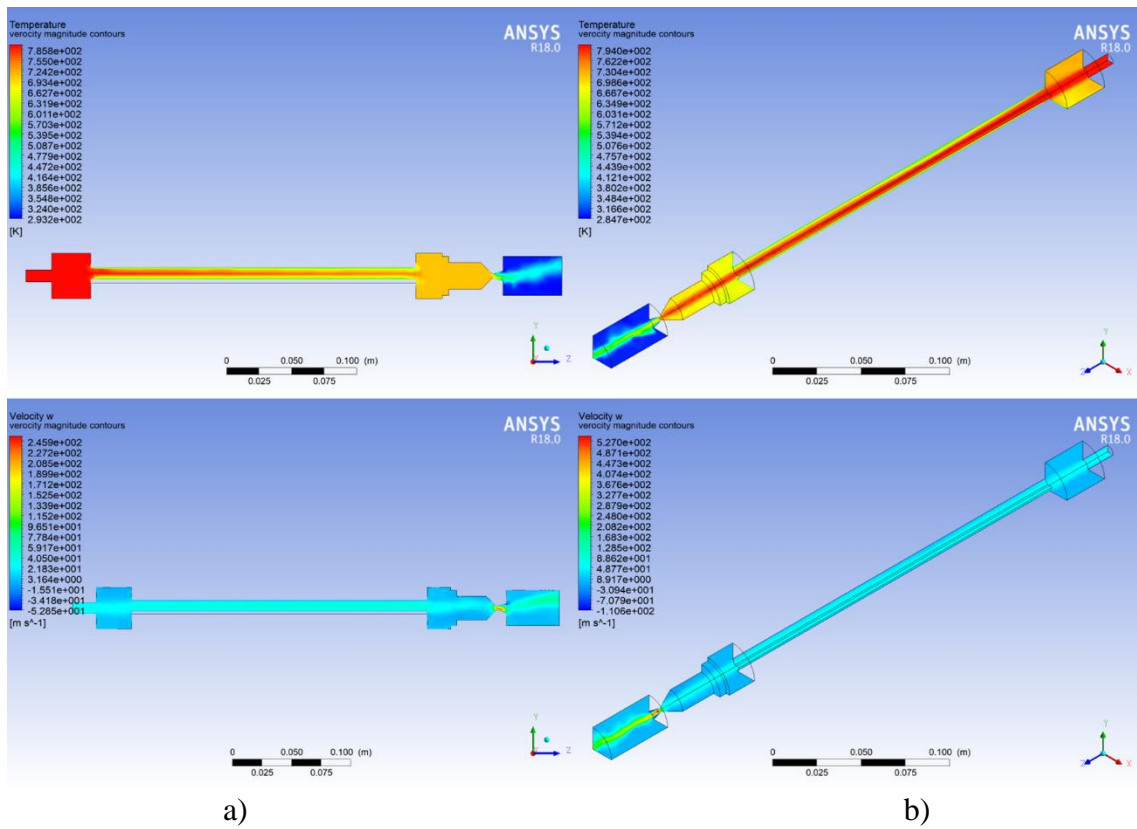 Temperature
verocity magnitude contours
7.858e+002
7.550e+002
7.242e+002
6.934e+002
6.627e+002
6.319e+002
6.011e+002
5.703e+002
5.395e+002
5.087e+002
4.779e+002
4.472e+002
4.164e+002
3.856e+002
3.548e+002
3.240e+002
2.932e+002
[K]
ANSYS
R18.0
0 0.050 0.100 (m)
0.025 0.075
Y
Z
Temperature
verocity magnitude contours
7.940e+002
7.622e+002
7.304e+002
6.986e+002
6.667e+002
6.349e+002
6.031e+002
5.712e+002
5.394e+002
5.076e+002
4.757e+002
4.439e+002
4.121e+002
3.802e+002
3.484e+002
3.166e+002
2.847e+002
[K]
ANSYS
R18.0
0 0.050 0.100 (m)
0.025 0.075
Y
Z X
Velocity w
verocity magnitude contours
2.459e+002
2.272e+002
2.085e+002
1.899e+002
1.712e+002
1.525e+002
1.339e+002
1.152e+002
9.651e+001
7.784e+001
5.917e+001
4.050e+001
2.183e+001
3.164e+000
-1.551e+001
-3.418e+001
-5.285e+001
[m s^-1]
ANSYS
R18.0
0 0.050 0.100 (m)
0.025 0.075
Y
Z
Velocity w
verocity magnitude contours
5.270e+002
4.871e+002
4.473e+002
4.074e+002
3.676e+002
3.277e+002
2.879e+002
2.480e+002
2.082e+002
1.683e+002
1.285e+002
8.862e+001
4.877e+001
8.917e+000
-3.094e+001
-7.079e+001
-1.106e+002
[m s^-1]
ANSYS
R18.0
0 0.050 0.100 (m)
0.025 0.075
Y
Z X
a) b)